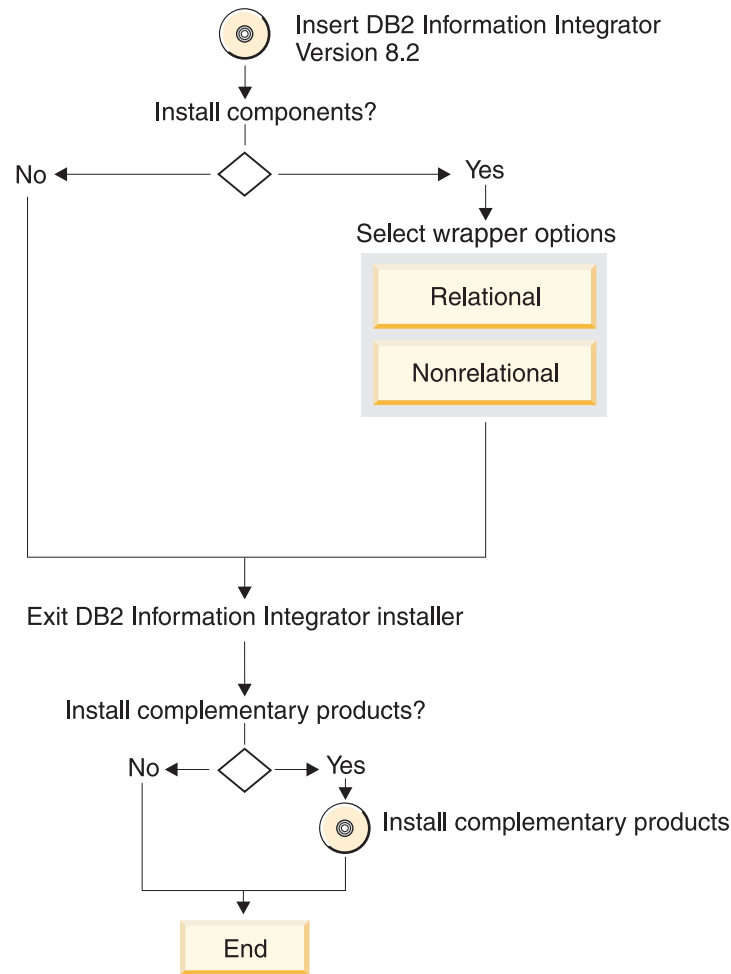 Insert DB2 Information Integrator
Version 8.2
Install components?
No
Yes
Select wrapper options
Relational
Nonrelational
Exit DB2 Information Integrator installer
Install complementary products?
No
Yes
Install complementary products
End